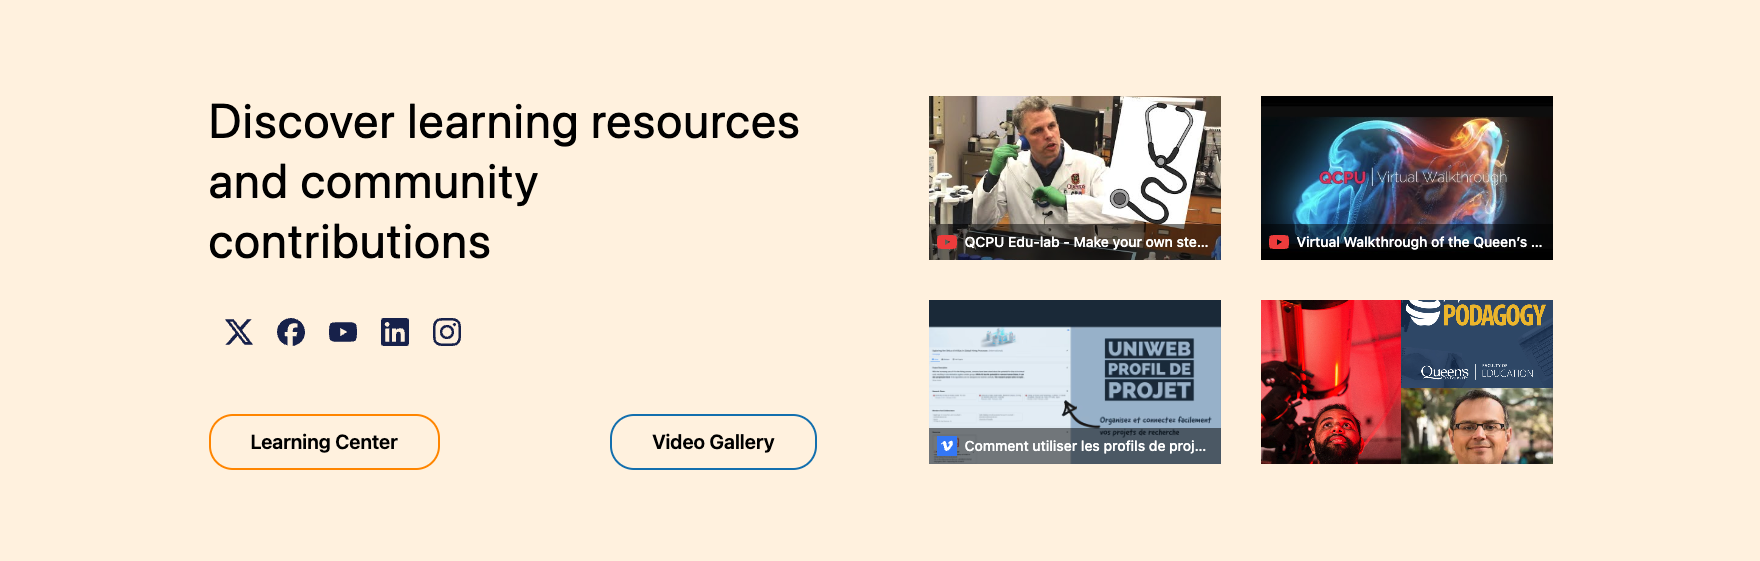 Discover learning resources
and community
contributions
Learning Center
Video Gallery
Queen's
QCPU Edu-lab - Make your own ste...
QCPU | Virtual Walkthrough
Virtual Walkthrough of the Queen's ...
UNIWEB
PROFIL DE
PROJET
Organisez et connectez facilement
vos projets de recherche
Comment utiliser les profils de proj...
PODAGOGY
Queen's
FACULTY OF
EDUCATION